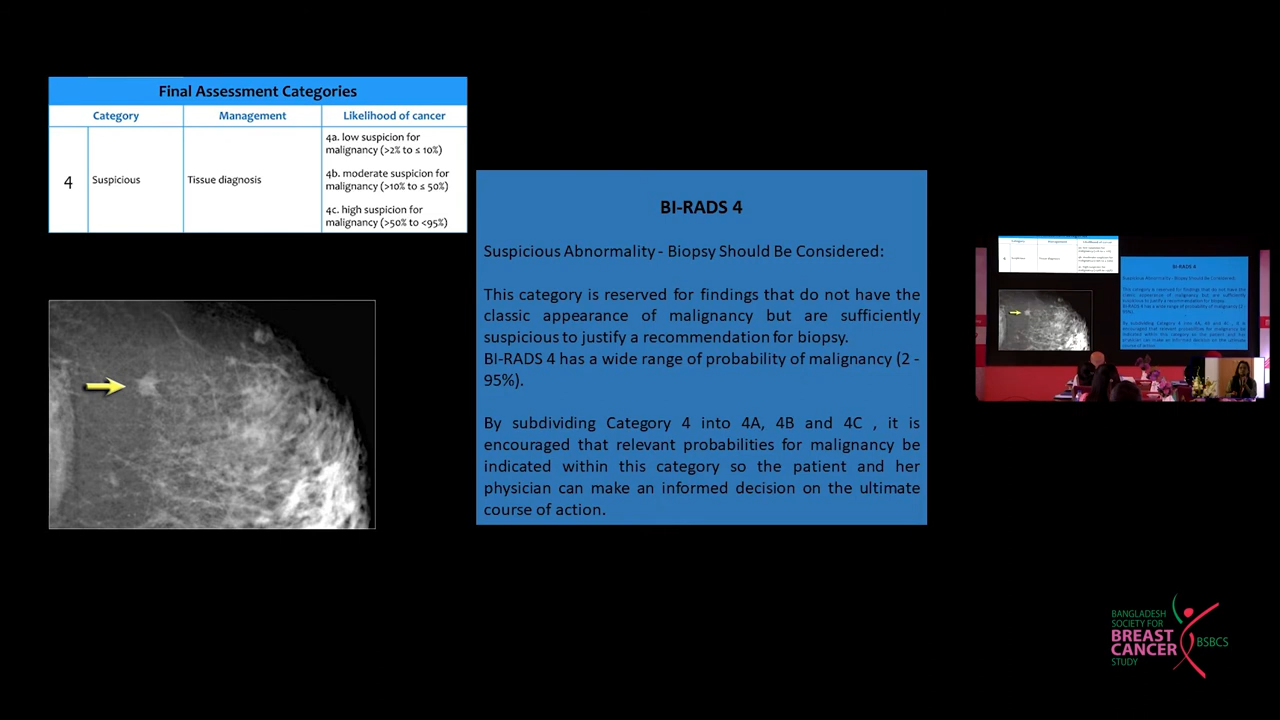 Final Assessment Categories
Category Management Likelihood of cancer
4 Suspicious Tissue diagnosis
4a. low suspicion for
malignancy (>2% to ≤ 10%)
4b. moderate suspicion for
malignancy (>10% to ≤ 50%)
4c. high suspicion for
malignancy (>50% to <95%)
BI-RADS 4
Suspicious Abnormality - Biopsy Should Be Considered:
This category is reserved for findings that do not have the
classic appearance of malignancy but are sufficiently
suspicious to justify a recommendation for biopsy.
BI-RADS 4 has a wide range of probability of malignancy (2 -
95%).
By subdividing Category 4 into 4A, 4B and 4C , it is
encouraged that relevant probabilities for malignancy be
indicated within this category so the patient and her
physician can make an informed decision on the ultimate
course of action.
BI-RADS 4
BANGLADESH
SOCIETY FOR
BREAST
CANCER
STUDY
BSBCS